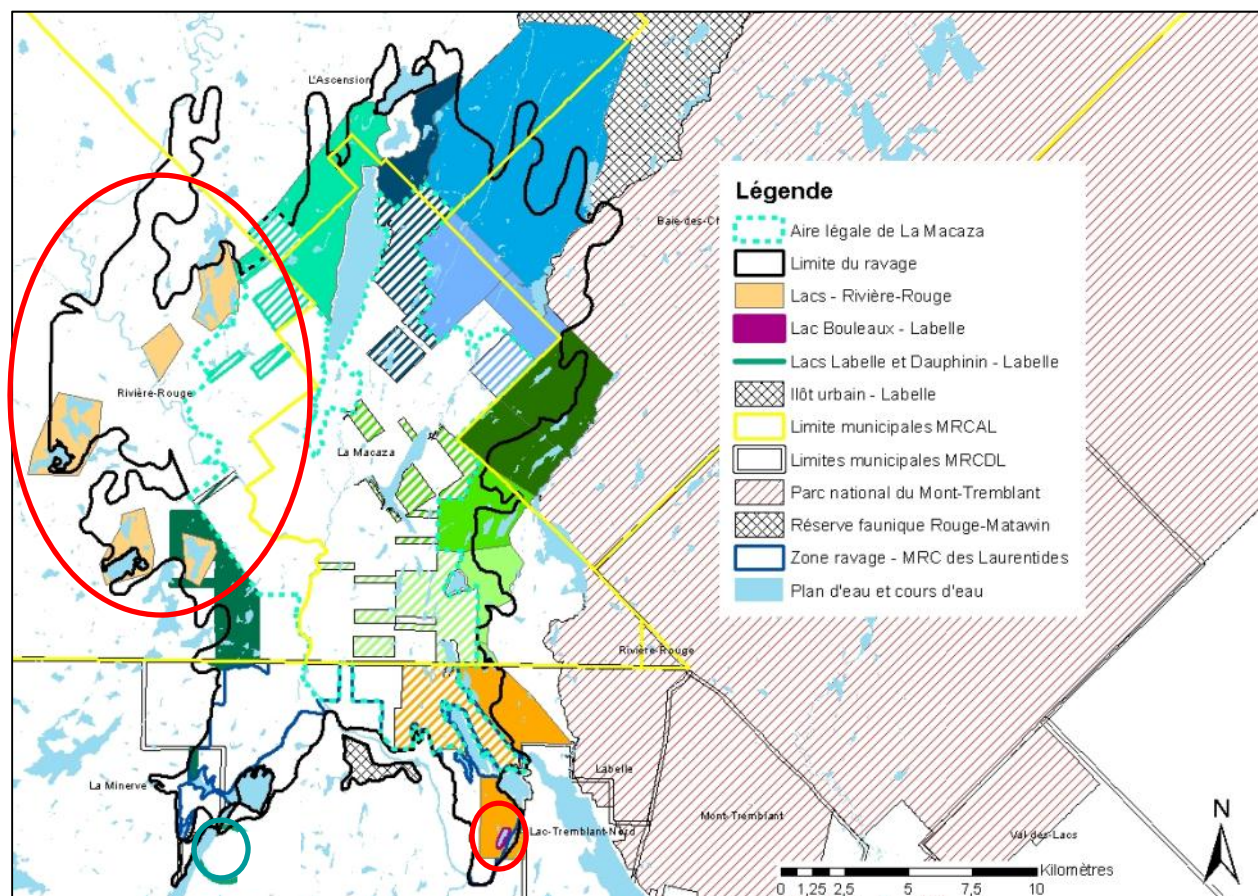 L'Ascension
Légende
Aire légale de La Macaza
Limite du ravage
Lacs - Rivière-Rouge
Lac Bouleaux - Labelle
Lacs Labelle et Dauphinin - Labelle
Ilôt urbain - Labelle
Limite municipales MRCAL
Limites municipales MRCDL
Parc national du Mont-Tremblant
Réserve faunique Rouge-Matawin
Zone ravage - MRC des Laurentides
Plan d'eau et cours d'eau
Baie-des-Ch
Rivière-Rouge
La Macaza
Rivière-Rouge
Labelle
La Minerve
Mont-Tremblant
Lac-Tremblant-Nord
Val-des-Lacs
N
Kilomètres
0 1,25 2,5 5 7,5 10